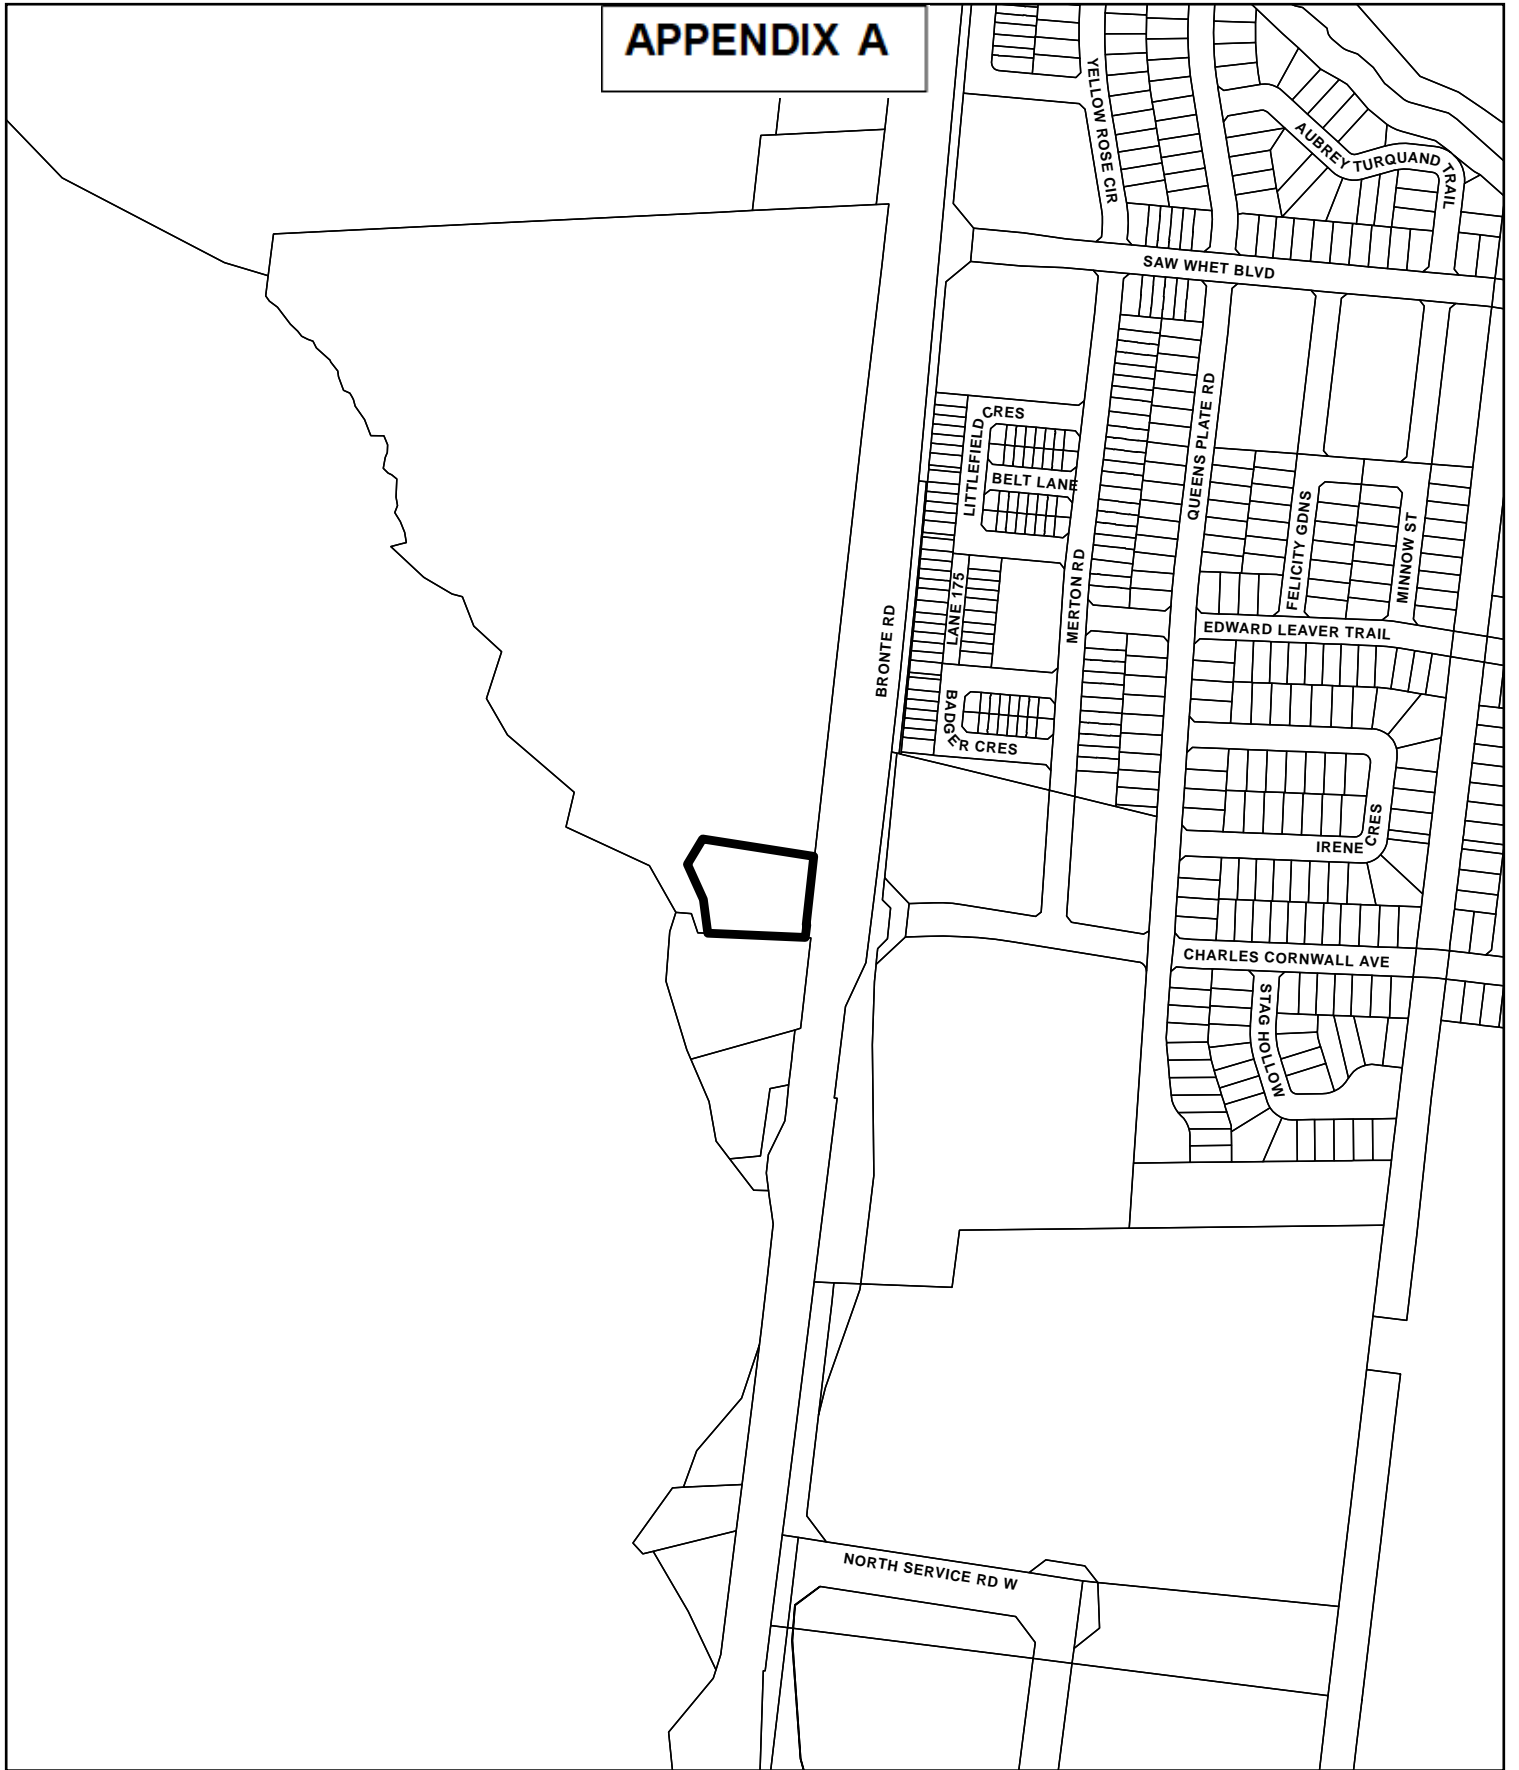 APPENDIX A
YELLOW ROSE CIR
AUBREY TURQUAND TRAIL
SAW WHET BLVD
LITTLEFIELD CRES
QUEENS PLATE RD
BELT LANE
FELICITY GDNS
MINNOW ST
LANE 175
MERTON RD
BRONTE RD
EDWARD LEAVER TRAIL
BADGER CRES
IRENE CRES
CHARLES CORNWALL AVE
STAG HOLLOW
NORTH SERVICE RD W